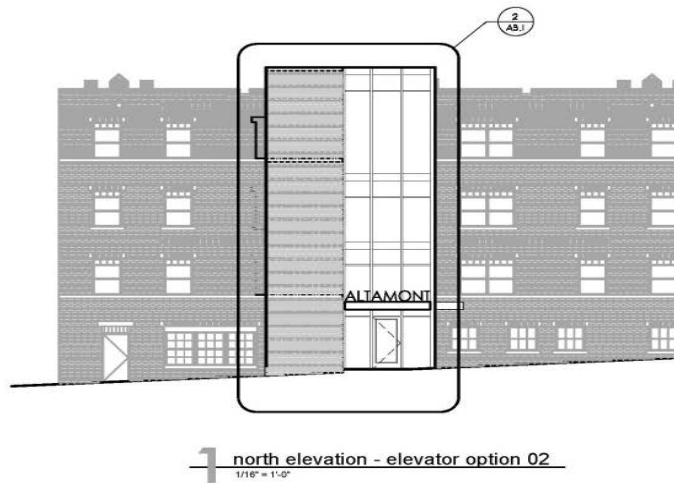 2
A3.1
ALTAMONT
1 north elevation - elevator option 02
1/16" = 1'-0"